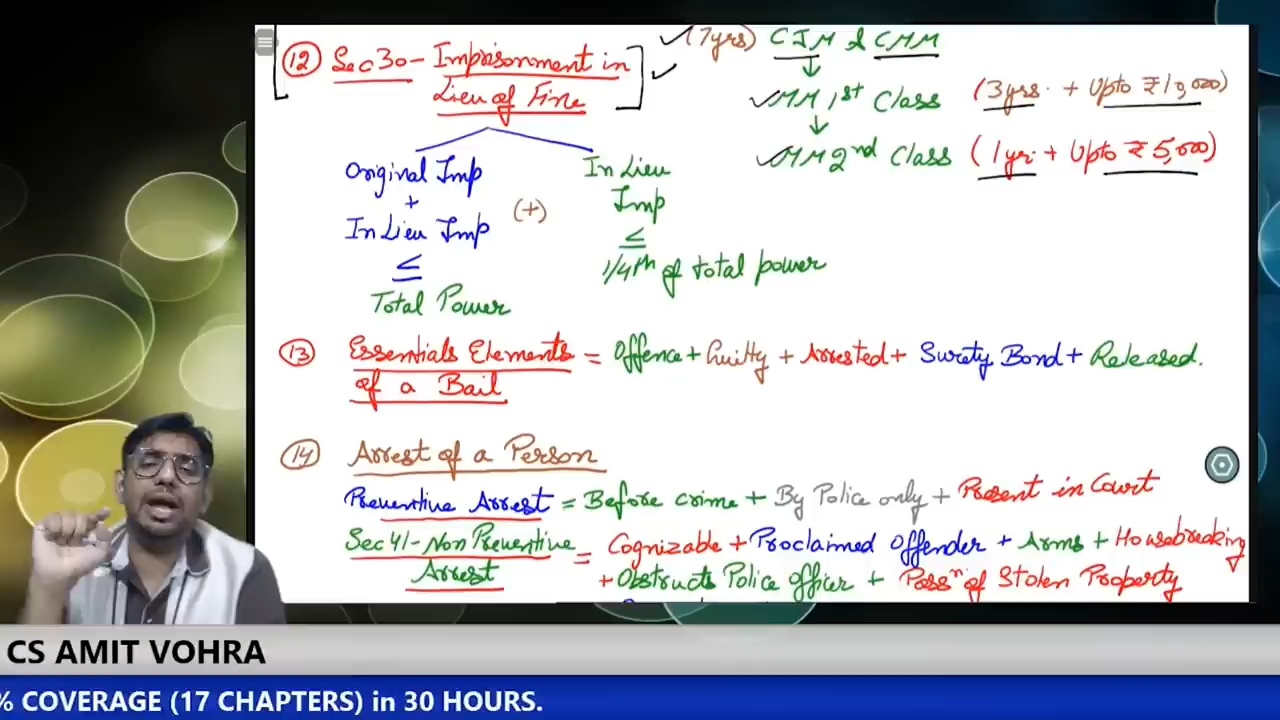 (12) Sec 30 - Imprisonment in
Lieu of Fine
(7yrs) CJM & CMM
MM 1st Class (3yrs. + Upto ₹10,000)
MM 2nd Class (1yr + Upto ₹5,000)
Original Imp
+
In Lieu Imp
≤
Total Power
(+)
In Lieu
Imp
≤
1/4th of total power
(13) Essentials Elements = Offence + Guilty + Arrested + Surety Bond + Released.
of a Bail
(14) Arrest of a Person
Preventive Arrest = Before crime + By Police only + Present in Court
Sec 41 - Non Preventive = Cognizable + Proclaimed Offender + Arms + Housebreaking
Arrest + Obstructs Police officer + Possn of Stolen Property
CS AMIT VOHRA
% COVERAGE (17 CHAPTERS) in 30 HOURS.